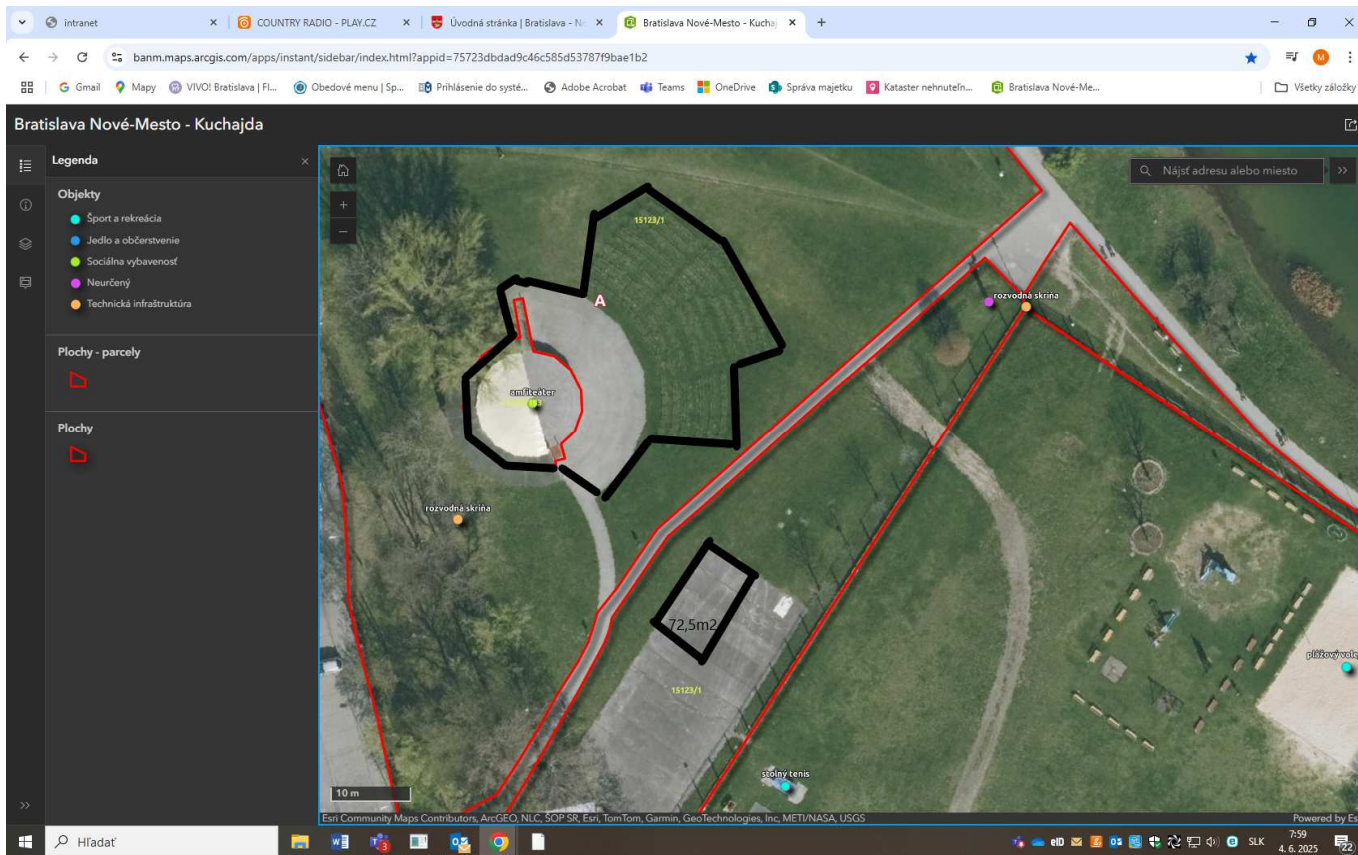 intranet
COUNTRY RADIO - PLAY.CZ
Úvodná stránka | Bratislava - No
Bratislava Nové-Mesto - Kuchaj
banm.maps.arcgis.com/apps/instant/sidebar/index.html?appid=75723dbdad9c46c585d53787f9bae1b2
Gmail
Mapy
VIVO! Bratislava | Fl...
Obedové menu | Sp...
Prihlásenie do systé...
Adobe Acrobat
Teams
OneDrive
Správa majetku
Kataster nehnuteľn...
Bratislava Nové-Me...
Všetky záložky
Bratislava Nové-Mesto - Kuchajda
Legenda
Objekty
Šport a rekreácia
Jedlo a občerstvenie
Sociálna vybavenosť
Neurčený
Technická infraštruktúra
Plochy - parcely
Plochy
Nájsť adresu alebo miesto
15123/1
A
rozvodná skriňa
amfiteáter
rozvodná skriňa
72,5m2
plážový vole
15123/1
stolný tenis
10 m
Esri Community Maps Contributors, ArcGEO, NLC, ŠOP SR, Esri, TomTom, Garmin, GeoTechnologies, Inc, METI/NASA, USGS
Powered by Es
Hľadať
3
eID
SLK
7:59
4. 6. 2025
22